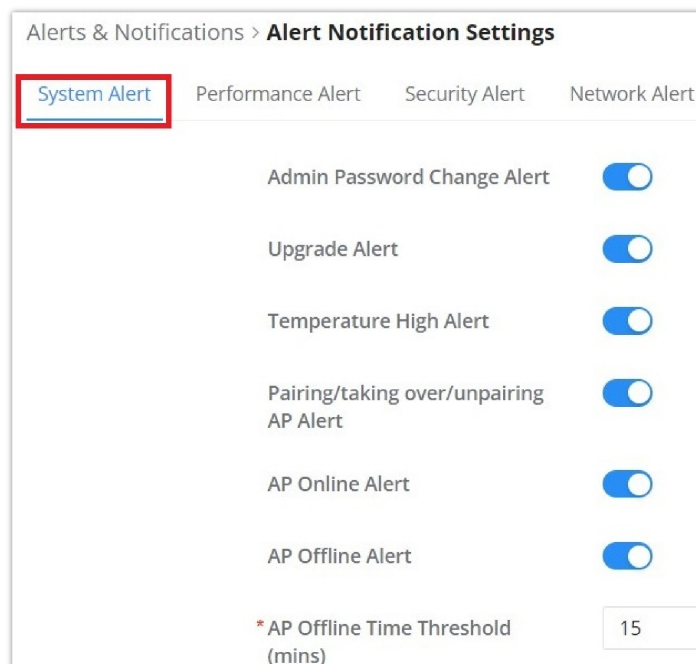 Alerts & Notifications > Alert Notification Settings
System Alert Performance Alert Security Alert Network Alert
Admin Password Change Alert
Upgrade Alert
Temperature High Alert
Pairing/taking over/unpairing
AP Alert
AP Online Alert
AP Offline Alert
*AP Offline Time Threshold 15
(mins)